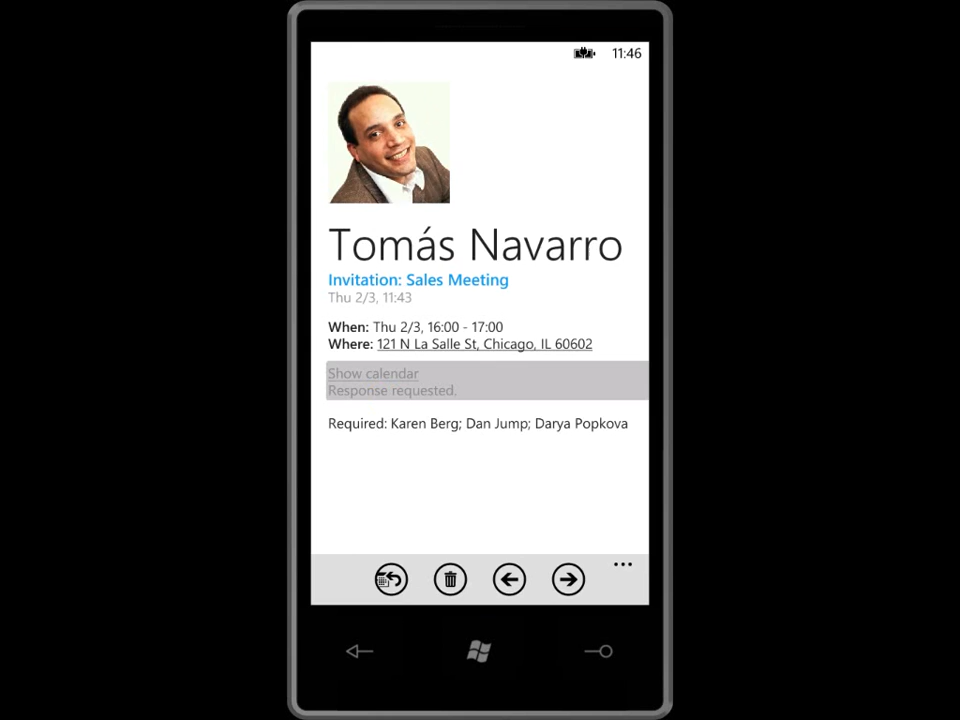 11:46
Tomás Navarro
Invitation: Sales Meeting
Thu 2/3, 11:43
When: Thu 2/3, 16:00 - 17:00
Where: 121 N La Salle St, Chicago, IL 60602
Show calendar
Response requested.
Required: Karen Berg; Dan Jump; Darya Popkova